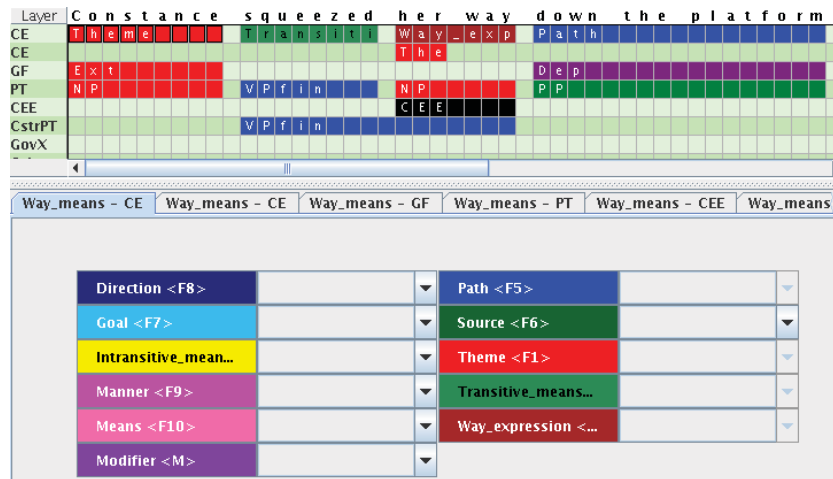 Layer Constance squeezed her way down the platform
CE Theme Transiti Way_exp Path
CE The
GF Ext Dep
PT NP VPfin NP PP
CEE CEE
CstrPT VPfin
GovX
Way_means - CE Way_means - CE Way_means - GF Way_means - PT Way_means - CEE Way_means
Direction <F8> Path <F5>
Goal <F7> Source <F6>
Intransitive_mean... Theme <F1>
Manner <F9> Transitive_means...
Means <F10> Way_expression <...
Modifier <M>